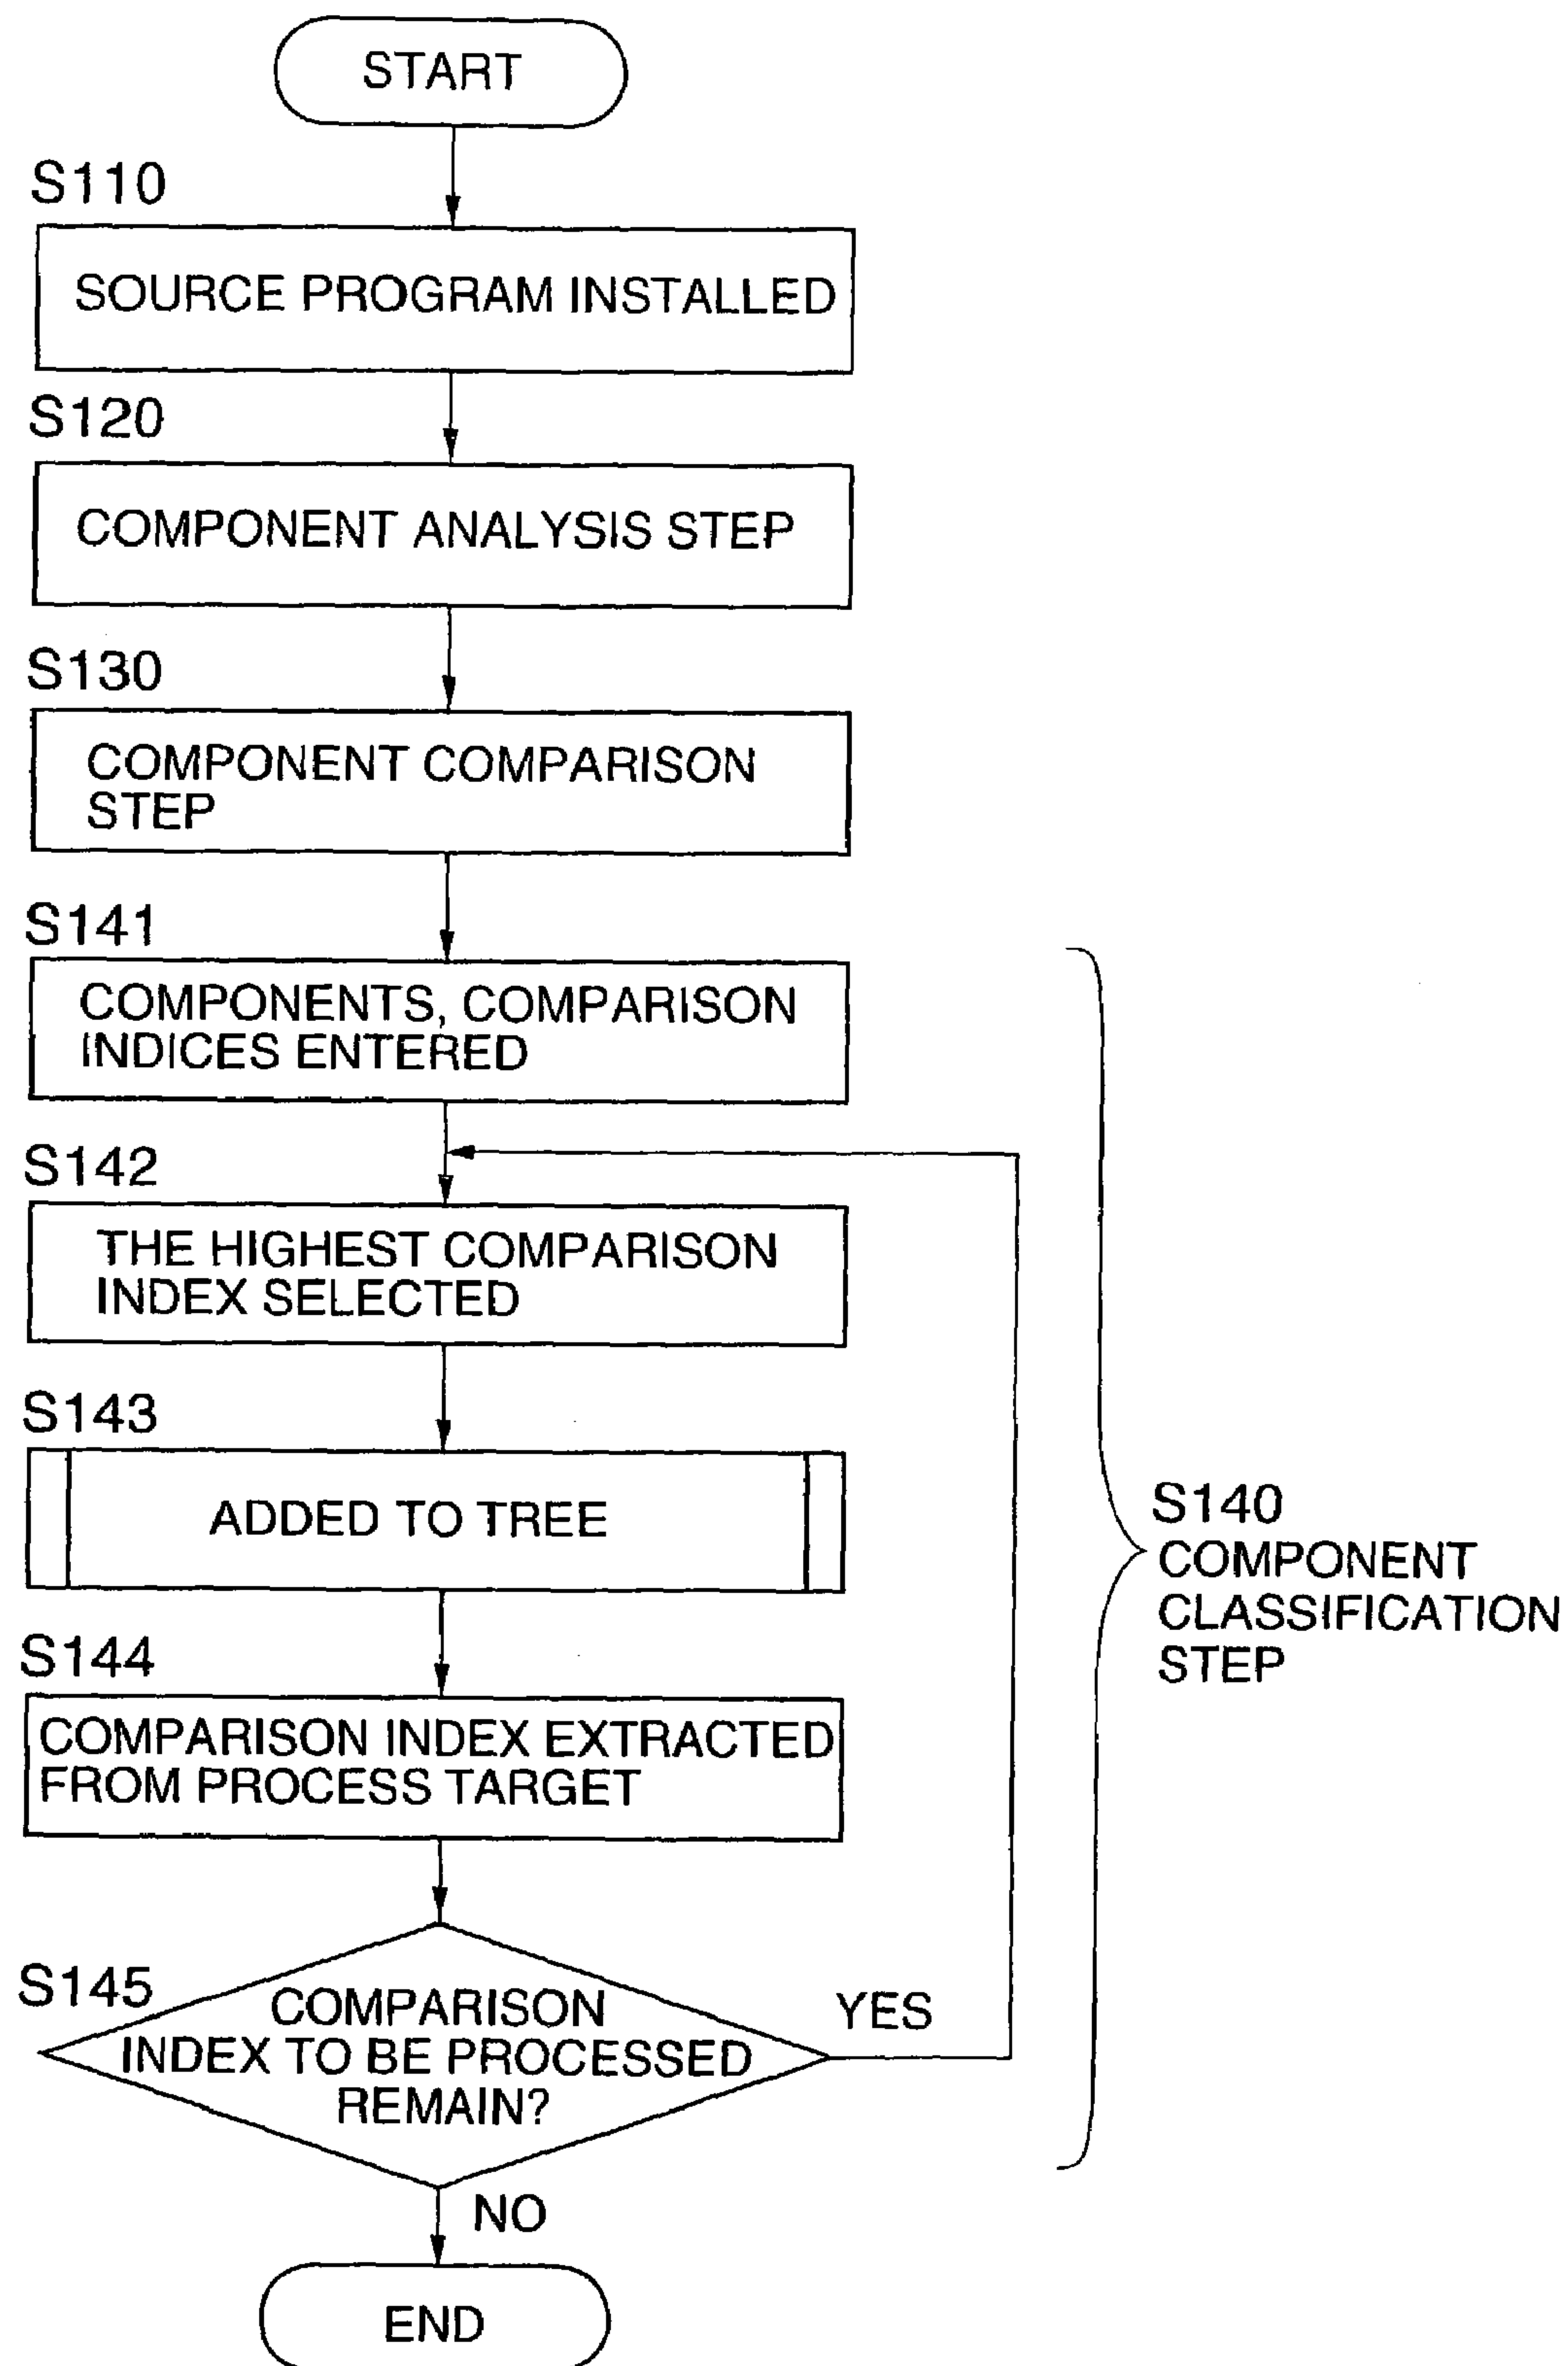 START
S110
SOURCE PROGRAM INSTALLED
S120
COMPONENT ANALYSIS STEP
S130
COMPONENT COMPARISON
STEP
S141
COMPONENTS, COMPARISON
INDICES ENTERED
S142
THE HIGHEST COMPARISON
INDEX SELECTED
S143
ADDED TO TREE
S144
COMPARISON INDEX EXTRACTED
FROM PROCESS TARGET
S145
COMPARISON
INDEX TO BE PROCESSED
REMAIN?
YES
NO
END
S140
COMPONENT
CLASSIFICATION
STEP